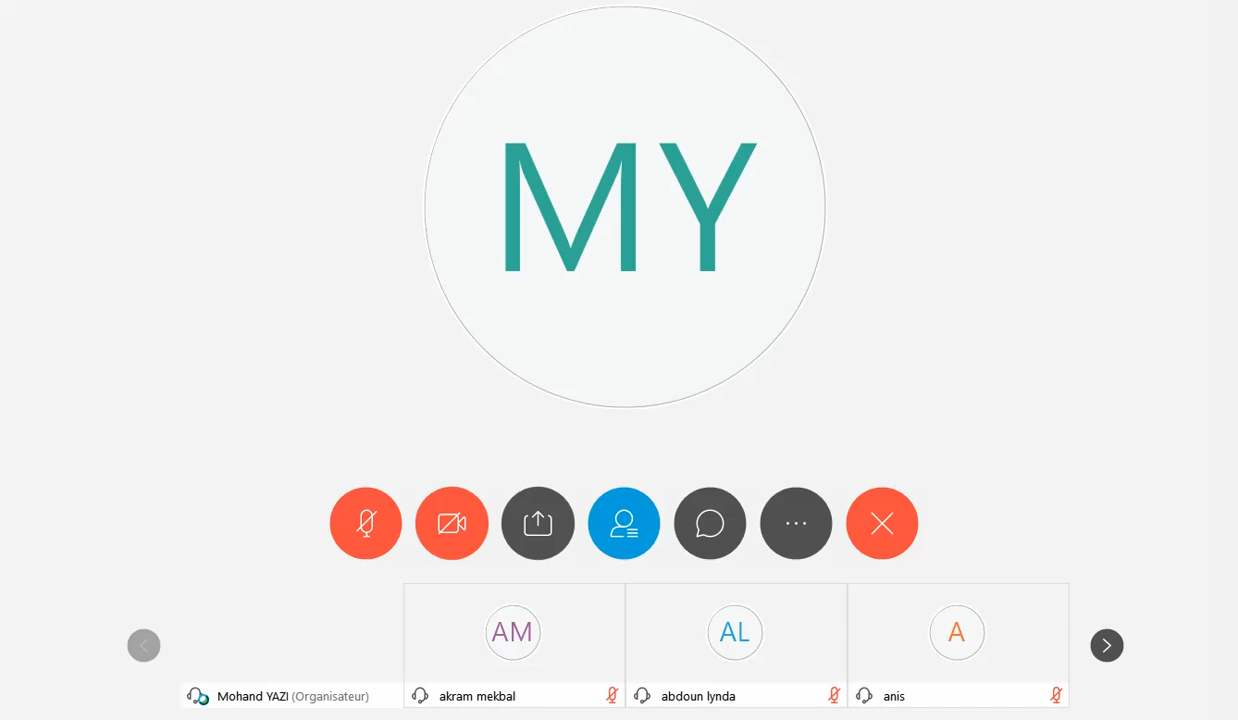 MY
AM
AL
A
Mohand YAZI (Organisateur)
akram mekbal
abdoun lynda
anis